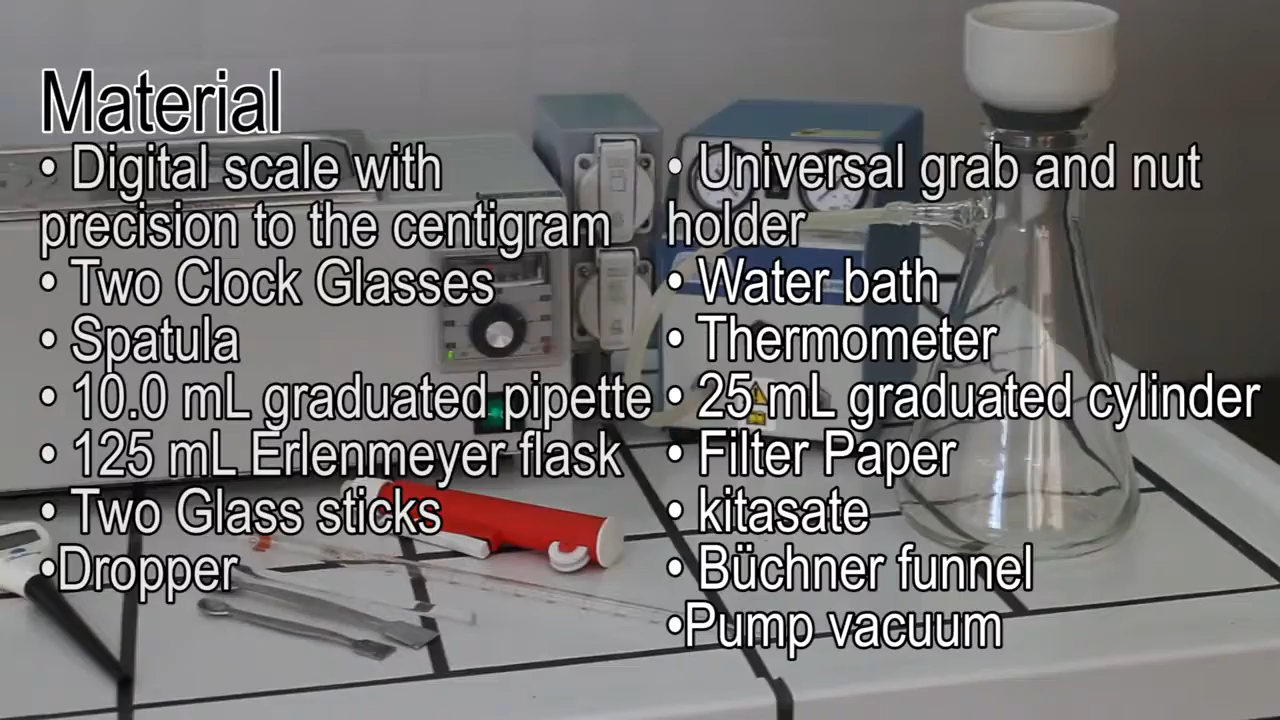 Material
• Digital scale with
precision to the centigram
• Two Clock Glasses
• Spatula
• 10.0 mL graduated pipette
• 125 mL Erlenmeyer flask
• Two Glass sticks
•Dropper
• Universal grab and nut
holder
• Water bath
• Thermometer
• 25 mL graduated cylinder
• Filter Paper
• kitasate
• Büchner funnel
•Pump vacuum